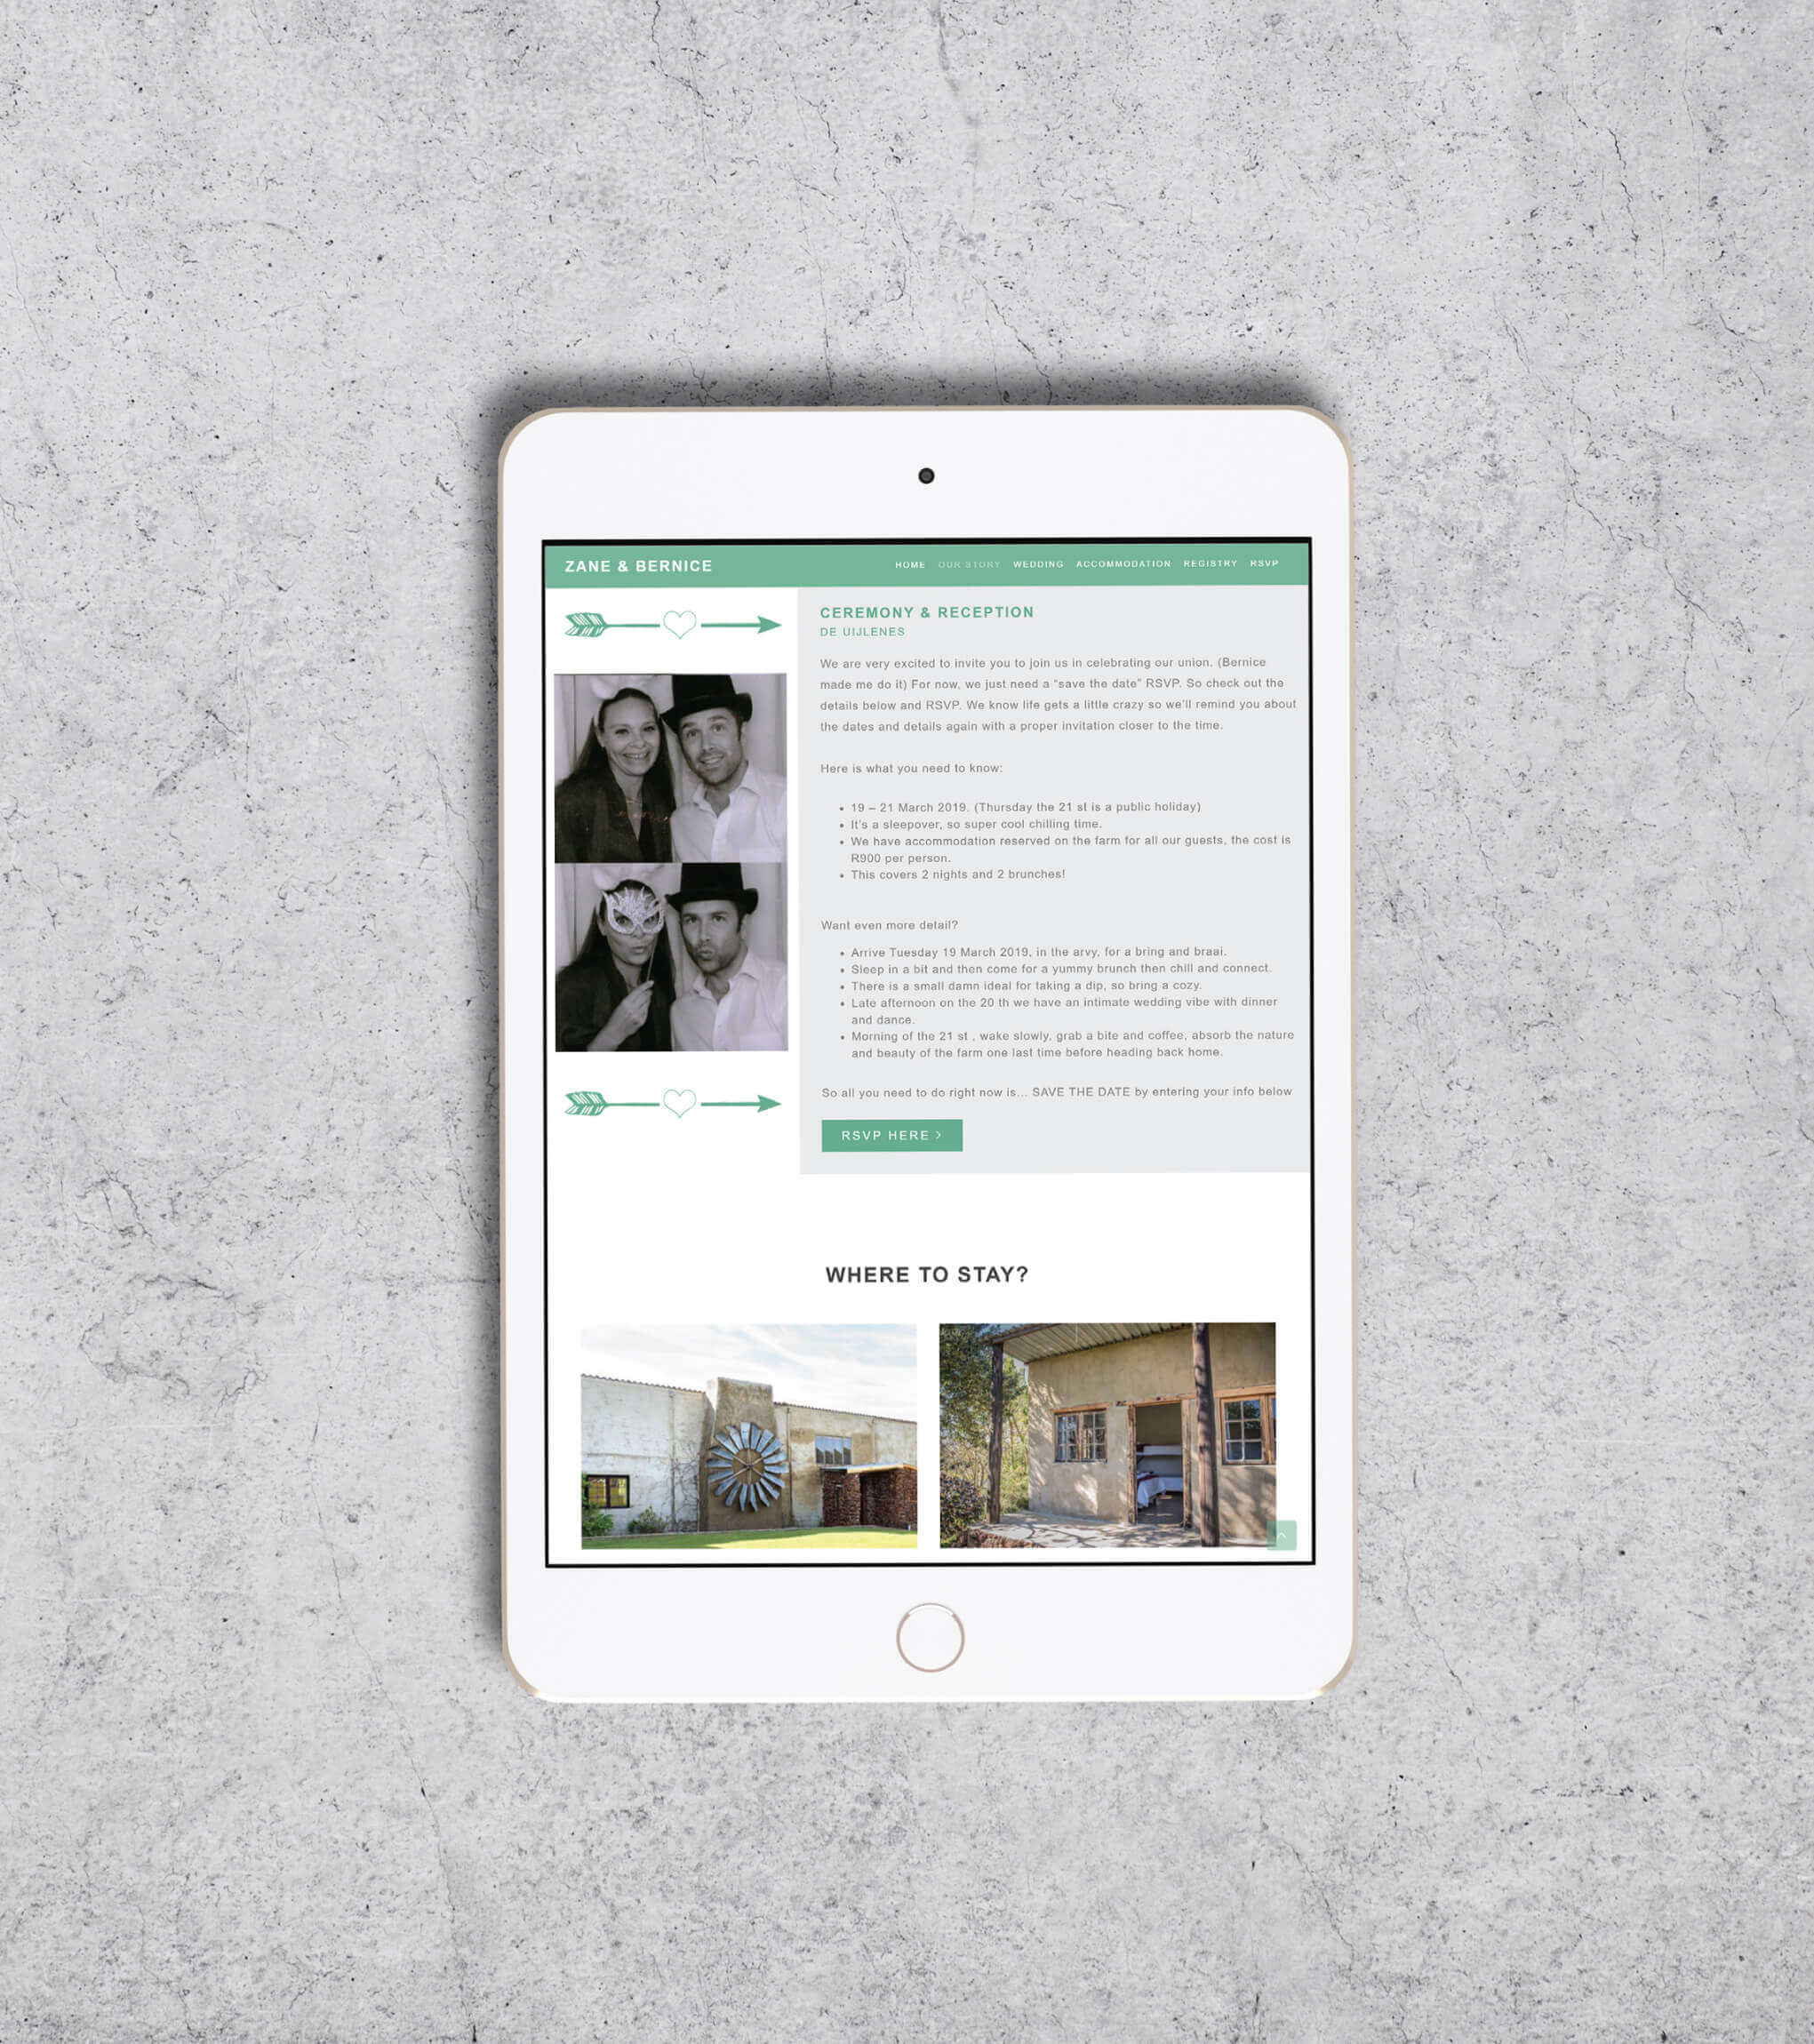 ZANE & BERNICE
HOME OUR STORY WEDDING ACCOMMODATION REGISTRY RSVP
CEREMONY & RECEPTION
DE UIJLENES
We are very excited to invite you to join us in celebrating our union. (Bernice
made me do it) For now, we just need a “save the date” RSVP. So check out the
details below and RSVP. We know life gets a little crazy so we’ll remind you about
the dates and details again with a proper invitation closer to the time.
Here is what you need to know:
• 19 – 21 March 2019. (Thursday the 21 st is a public holiday)
• It’s a sleepover, so super cool chilling time.
• We have accommodation reserved on the farm for all our guests, the cost is
R900 per person.
• This covers 2 nights and 2 brunches!
Want even more detail?
• Arrive Tuesday 19 March 2019, in the arvy, for a bring and braai.
• Sleep in a bit and then come for a yummy brunch then chill and connect.
• There is a small damn ideal for taking a dip, so bring a cozy.
• Late afternoon on the 20 th we have an intimate wedding vibe with dinner
and dance.
• Morning of the 21 st , wake slowly, grab a bite and coffee, absorb the nature
and beauty of the farm one last time before heading back home.
So all you need to do right now is... SAVE THE DATE by entering your info below
RSVP HERE >
WHERE TO STAY?